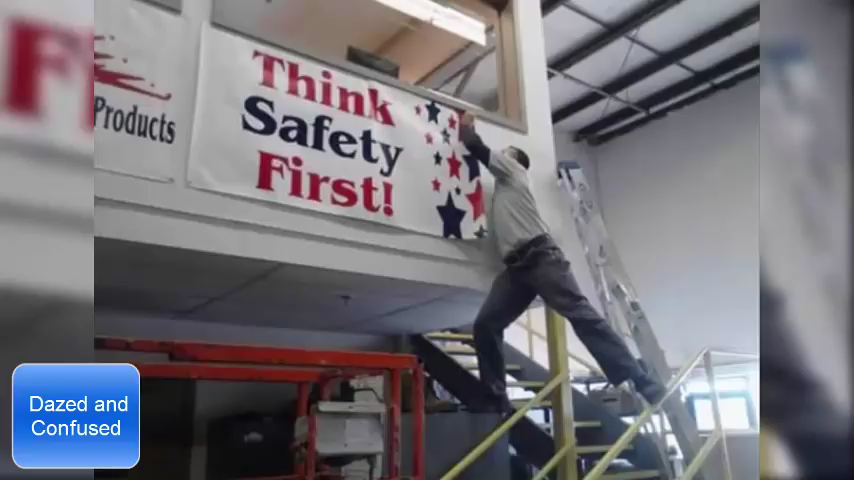 Products
Think
Safety
First!
Dazed and
Confused